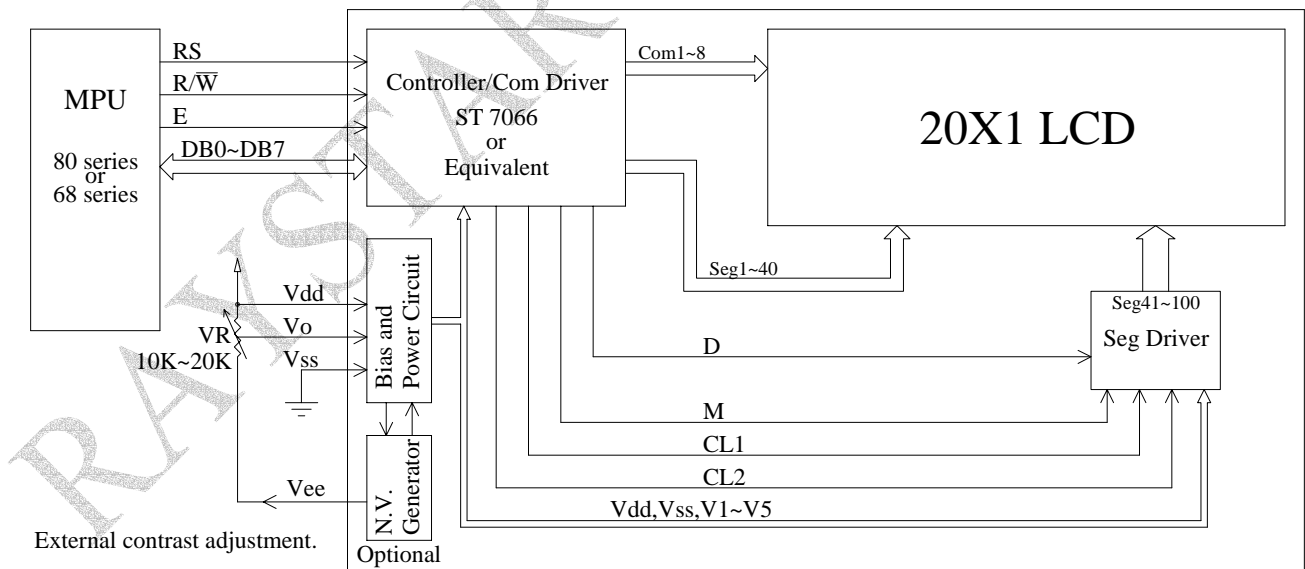 RAYSTAR
MPU
80 series
or
68 series
RS
R/W̅
E
DB0~DB7
Controller/Com Driver
ST 7066
or
Equivalent
Com1~8
20X1 LCD
Seg1~40
Seg41~100
Seg Driver
Vdd
Vo
Vss
VR
10K~20K
Bias and
Power Circuit
D
M
CL1
CL2
Vdd,Vss,V1~V5
Vee
N.V.
Generator
Optional
External contrast adjustment.